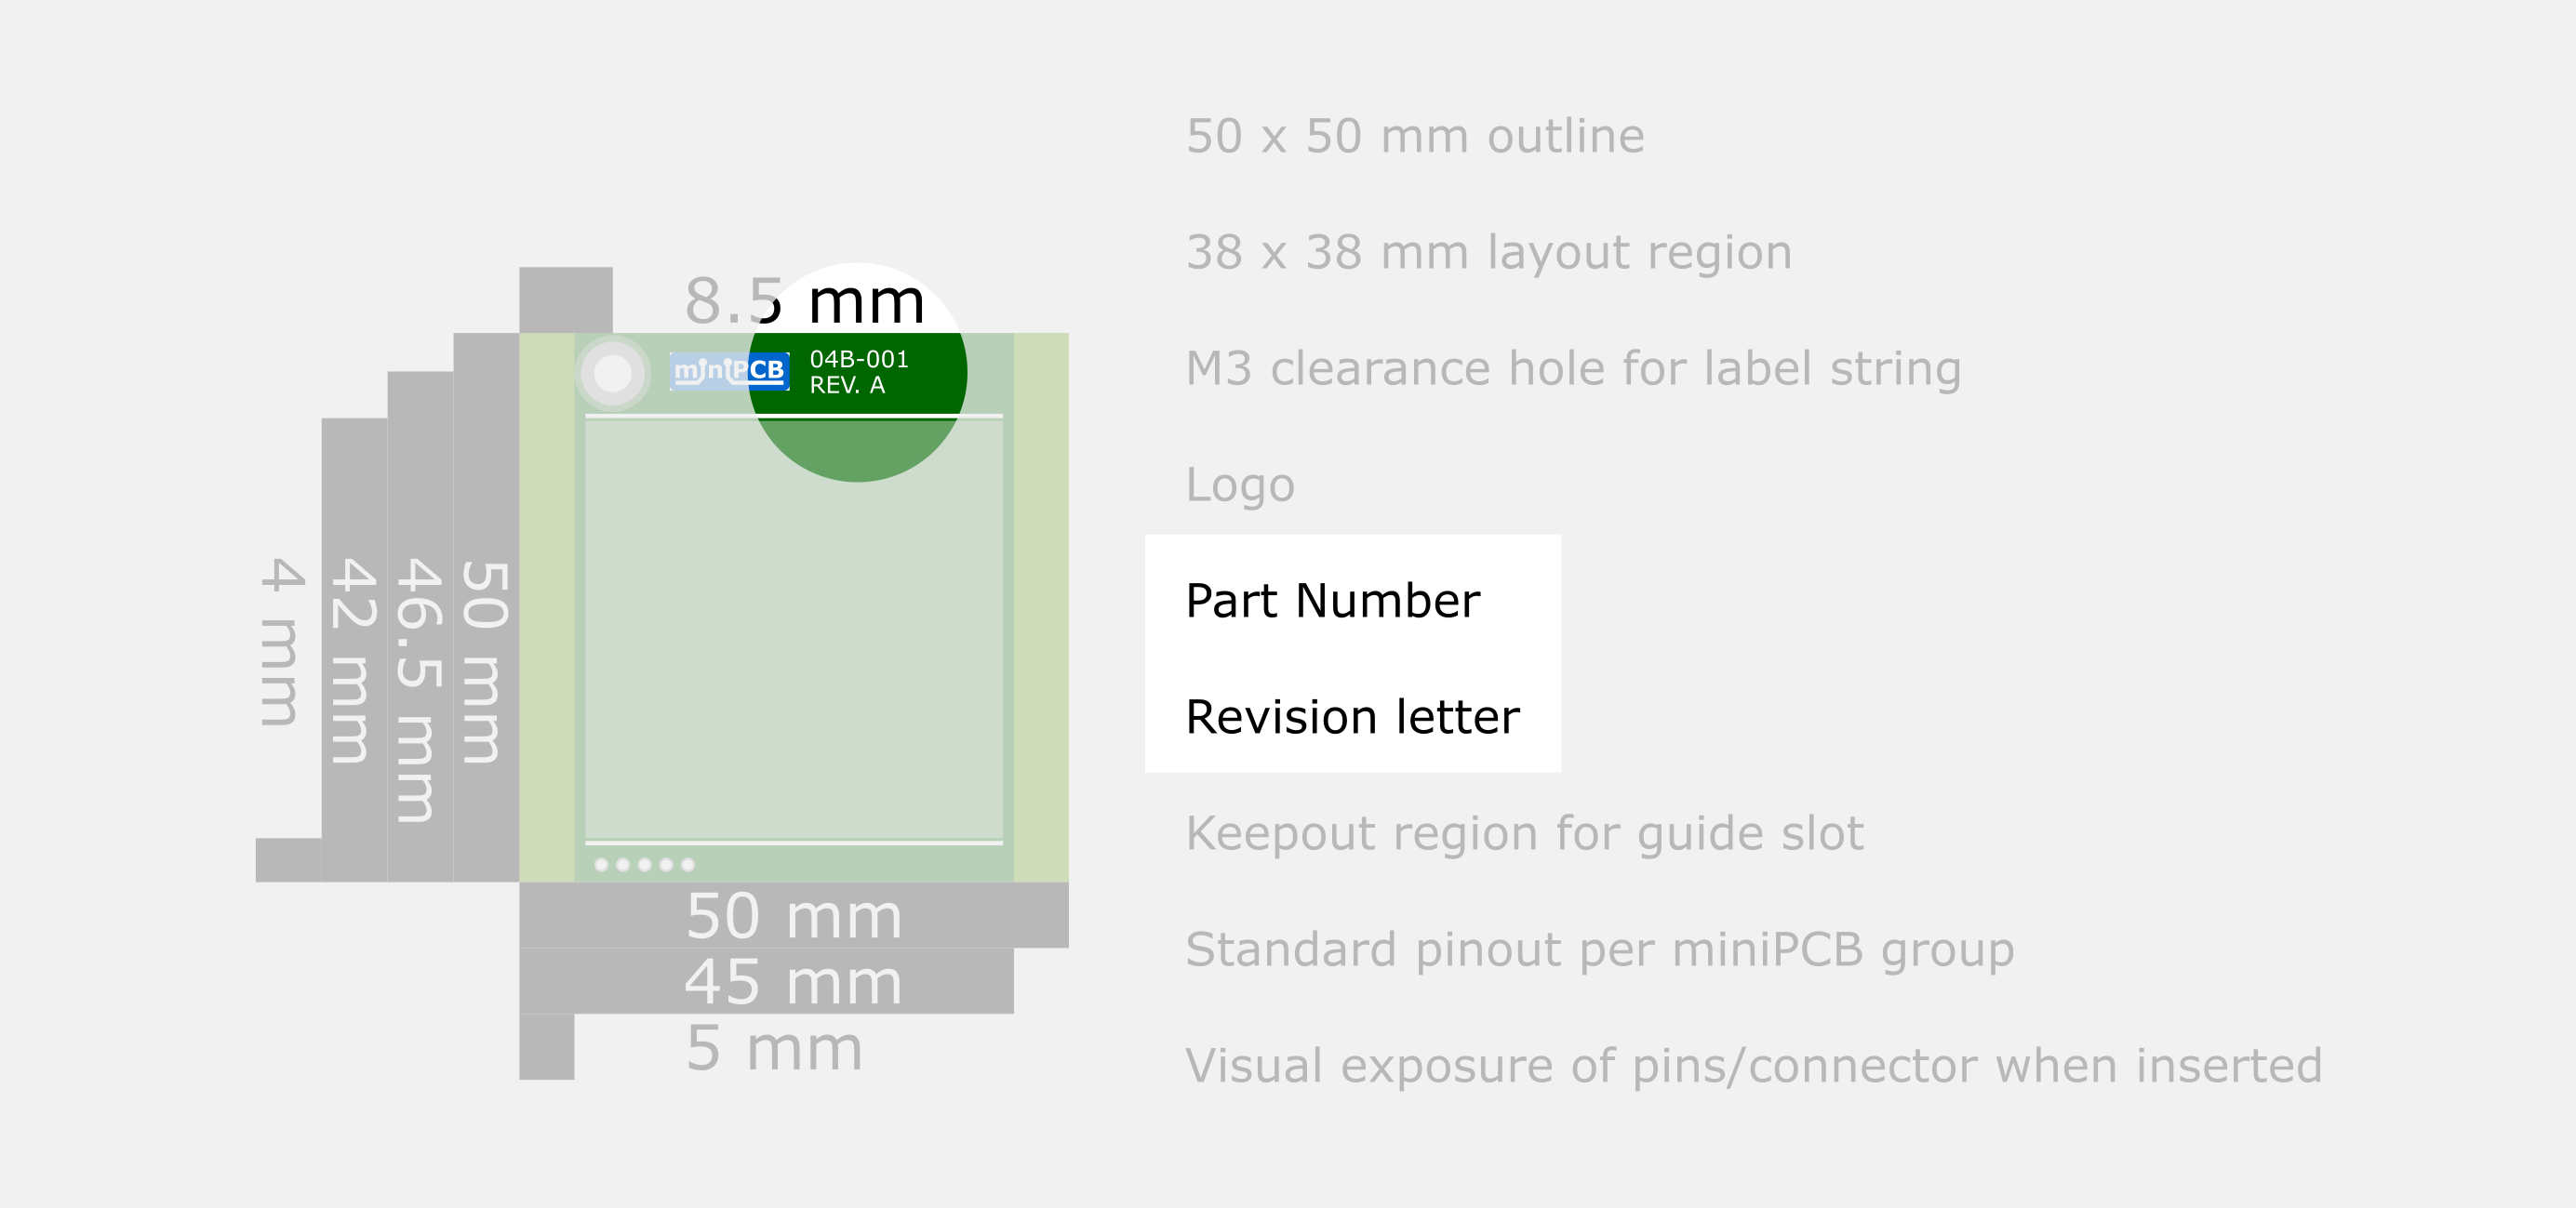 8.5 mm
miniPCB
04B-001
REV. A
4 mm
42 mm
46.5 mm
50 mm
50 mm
45 mm
5 mm
50 x 50 mm outline
38 x 38 mm layout region
M3 clearance hole for label string
Logo
Part Number
Revision letter
Keepout region for guide slot
Standard pinout per miniPCB group
Visual exposure of pins/connector when inserted